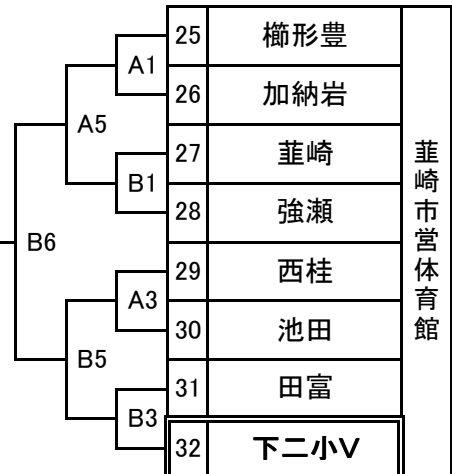 25 櫛形豊
A1
26 加納岩
A5
27 韮崎
B1
28 強瀬
B6
29 西桂
A3
30 池田
B5
31 田富
B3
32 下二小V
韮崎市営体育館